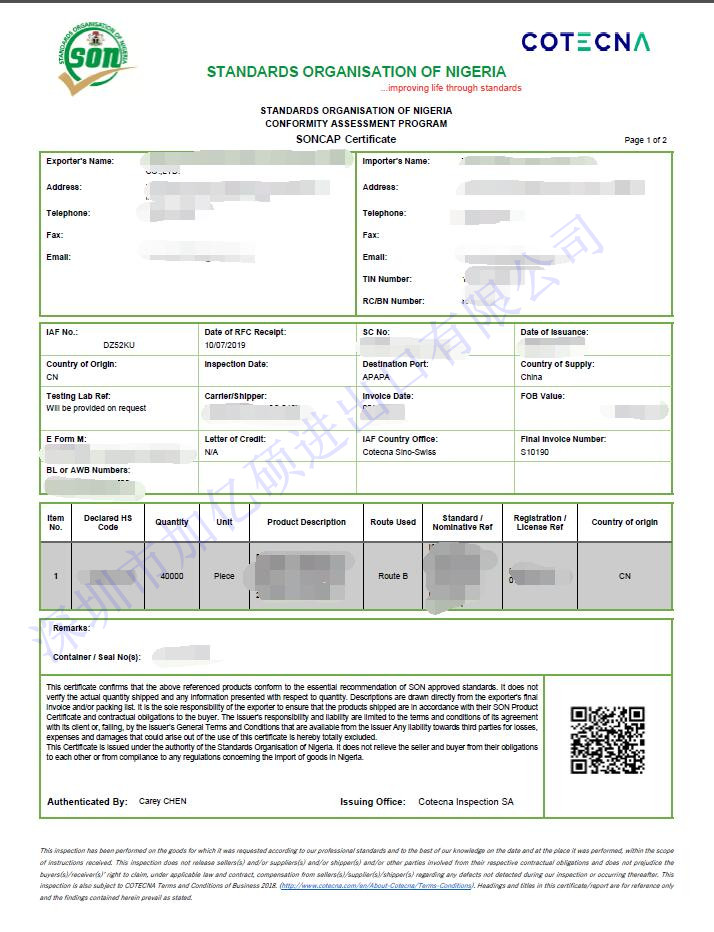 STANDARDS ORGANISATION OF NIGERIA
SON
COTECNA
STANDARDS ORGANISATION OF NIGERIA
...improving life through standards
STANDARDS ORGANISATION OF NIGERIA
CONFORMITY ASSESSMENT PROGRAM
SONCAP Certificate
Page 1 of 2
Exporter's Name:
Address:
Telephone:
Fax:
Email:
Importer's Name:
Address:
Telephone:
Fax:
Email:
TIN Number:
RC/BN Number:
IAF No.: Date of RFC Receipt: SC No: Date of Issuance:
DZ52KU 10/07/2019
Country of Origin: Inspection Date: Destination Port: Country of Supply:
CN APAPA China
Testing Lab Ref: Carrier/Shipper: Invoice Date: FOB Value:
Will be provided on request
E Form M: Letter of Credit: IAF Country Office: Final Invoice Number:
N/A Cotecna Sino-Swiss S10190
BL or AWB Numbers:
Item No. Declared HS Code Quantity Unit Product Description Route Used Standard / Nominative Ref Registration / License Ref Country of origin
1 40000 Piece Route B CN
Remarks:
Container / Seal No(s):
This certificate confirms that the above referenced products conform to the essential recommendation of SON approved standards. It does not
verify the actual quantity shipped and any information presented with respect to quantity. Descriptions are drawn directly from the exporter's final
invoice and/or packing list. It is the sole responsibility of the exporter to ensure that the products shipped are in accordance with their SON Product
Certificate and contractual obligations to the buyer. The issuer's responsibility and liability are limited to the terms and conditions of its agreement
with its client or, failing, by the issuer's General Terms and Conditions that are available from the issuer Any liability towards third parties for losses,
expenses and damages that could arise out of the use of this certificate is hereby totally excluded.
This Certificate is issued under the authority of the Standards Organisation of Nigeria. It does not relieve the seller and buyer from their obligations
to each other or from compliance to any regulations concerning the import of goods in Nigeria.
Authenticated By: Carey CHEN
Issuing Office: Cotecna Inspection SA
This inspection has been performed on the goods for which it was requested according to our professional standards and to the best of our knowledge on the date and at the place it was performed, within the scope
of instructions received. This inspection does not release sellers(s) and/or suppliers(s) and/or shipper(s) and/or other parties involved from their respective contractual obligations and does not prejudice the
buyers(s)/receiver(s)' right to claim, under applicable law and contract, compensation from sellers(s)/supplier(s)/shipper(s) regarding any defects not detected during our inspection or occurring thereafter. This
inspection is also subject to COTECNA Terms and Conditions of Business 2018. (http://www.cotecna.com/en/About-Cotecna/Terms-Conditions). Headings and titles in this certificate/report are for reference only
and the findings contained herein prevail as stated.
深圳市加亿硕进出口有限公司